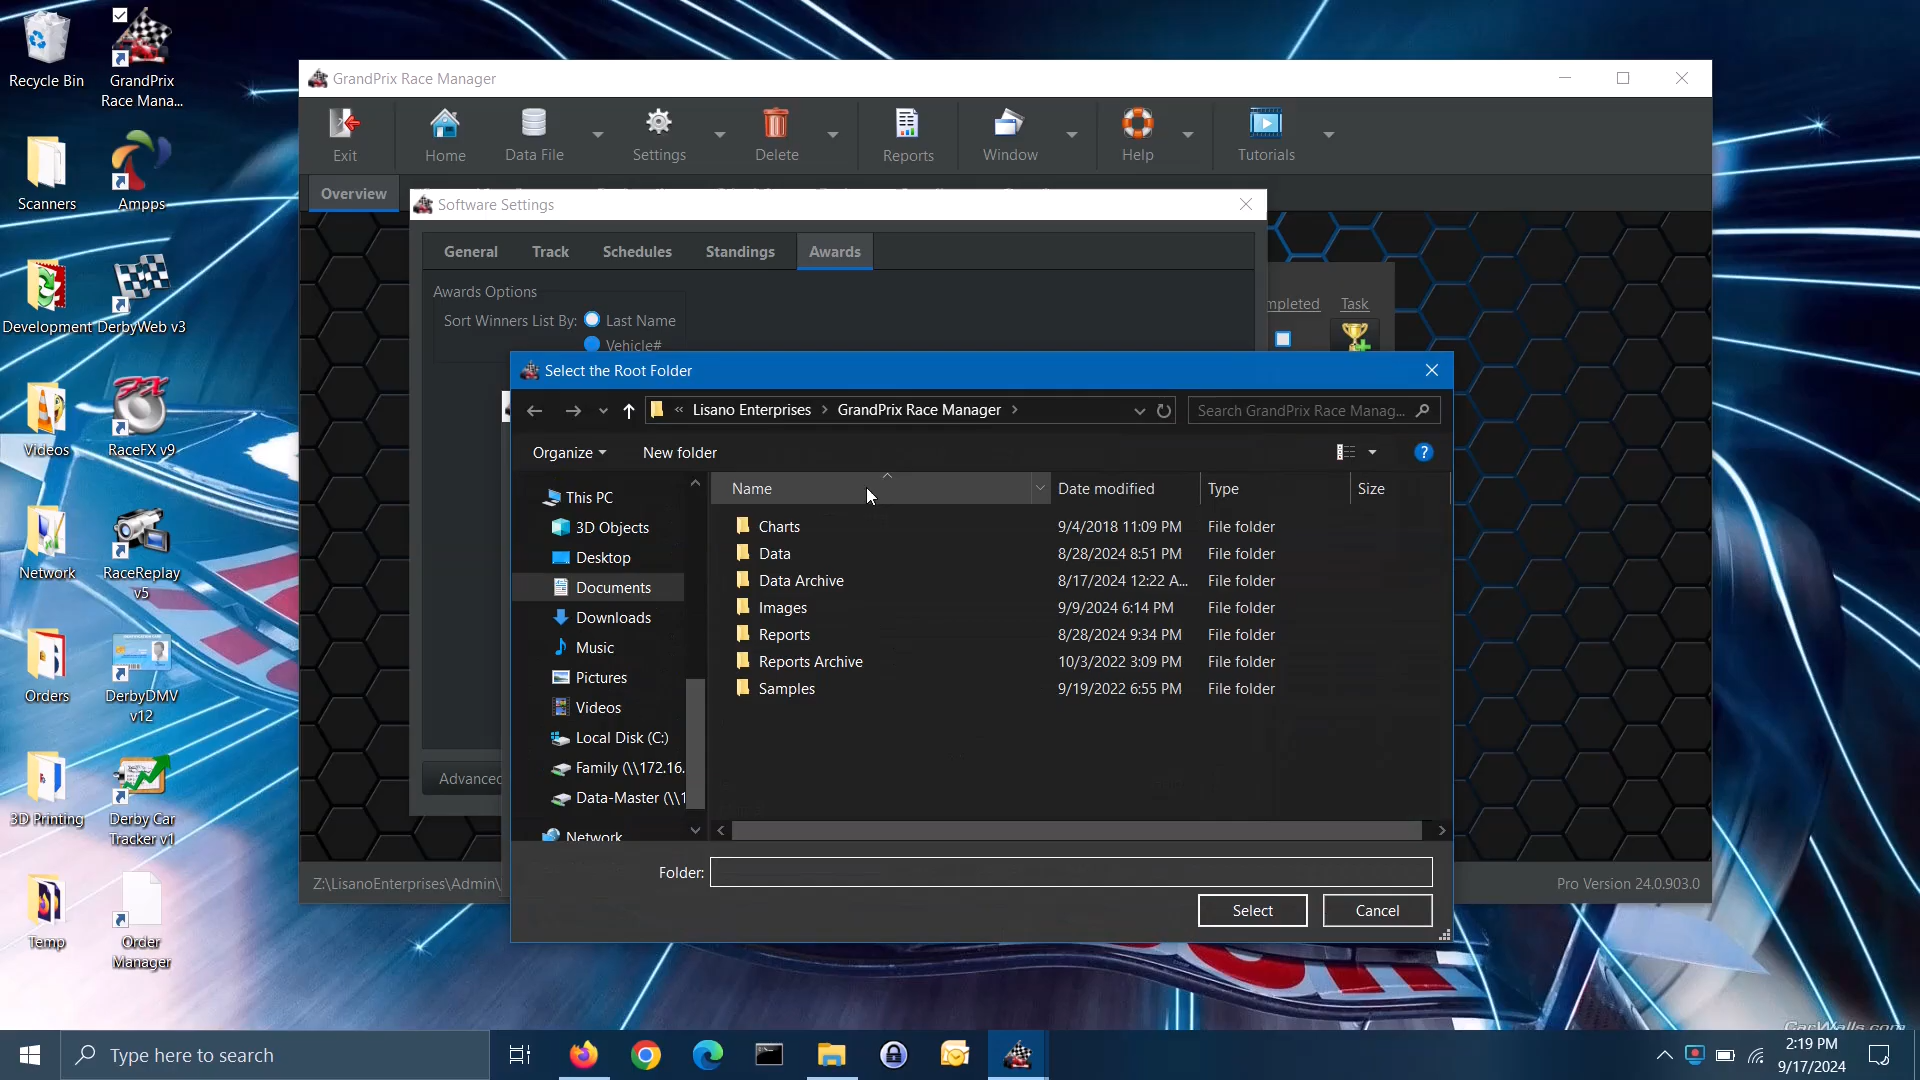 Recycle Bin
GrandPrix
Race Mana...
Scanners
Ampps
Development
DerbyWeb v3
Videos
RaceFX v9
Network
RaceReplay
v5
Orders
DerbyDMV
v12
3D Printing
Derby Car
Tracker v1
Temp
Order
Manager
GrandPrix Race Manager
Exit
Home
Data File
Settings
Delete
Reports
Window
Help
Tutorials
Overview
Software Settings
General
Track
Schedules
Standings
Awards
Awards Options
Sort Winners List By:
Last Name
Vehicle#
mpleted
Task
Select the Root Folder
« Lisano Enterprises › GrandPrix Race Manager ›
Search GrandPrix Race Manag...
Organize
New folder
?
This PC
3D Objects
Desktop
Documents
Downloads
Music
Pictures
Videos
Local Disk (C:)
Family (\\172.16.
Data-Master (\\1
Network
Name Date modified Type Size
Charts 9/4/2018 11:09 PM File folder
Data 8/28/2024 8:51 PM File folder
Data Archive 8/17/2024 12:22 A... File folder
Images 9/9/2024 6:14 PM File folder
Reports 8/28/2024 9:34 PM File folder
Reports Archive 10/3/2022 3:09 PM File folder
Samples 9/19/2022 6:55 PM File folder
Folder:
Select
Cancel
Advanced
Z:\LisanoEnterprises\Admin\
Pro Version 24.0.903.0
CarWalls.com
Type here to search
2:19 PM
9/17/2024